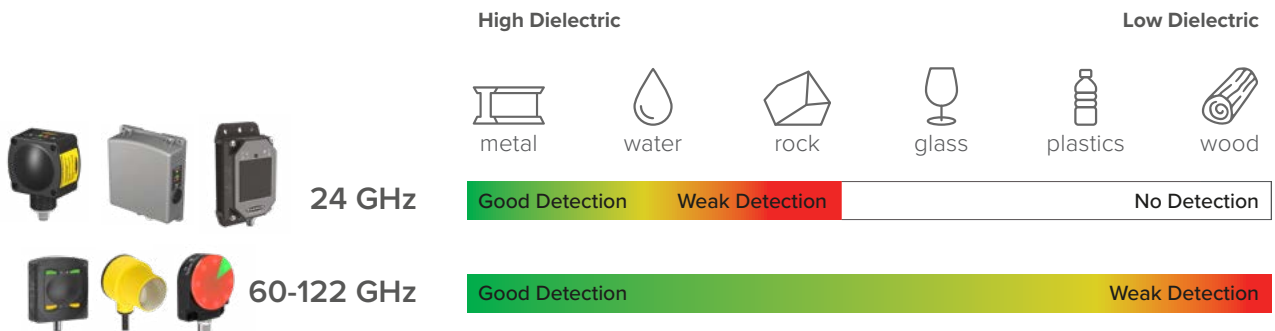 High Dielectric Low Dielectric
metal water rock glass plastics wood
24 GHz Good Detection Weak Detection No Detection
60-122 GHz Good Detection Weak Detection